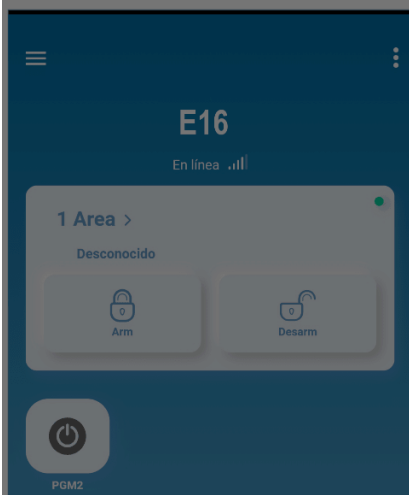 E16
En línea
1 Area >
Desconocido
Arm
Desarm
PGM2